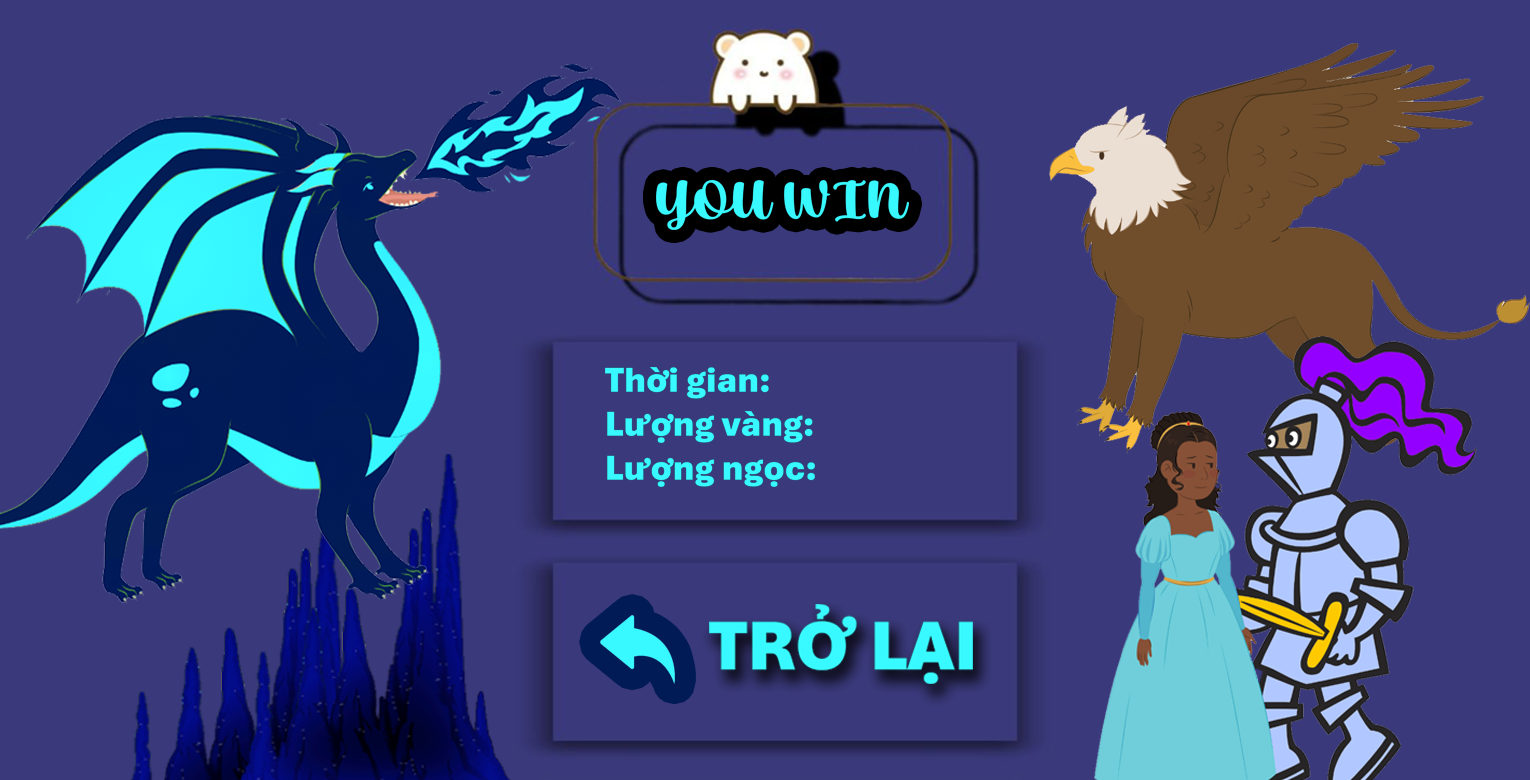 YOU WIN
Thời gian:
Lượng vàng:
Lượng ngọc:
TRỞ LẠI